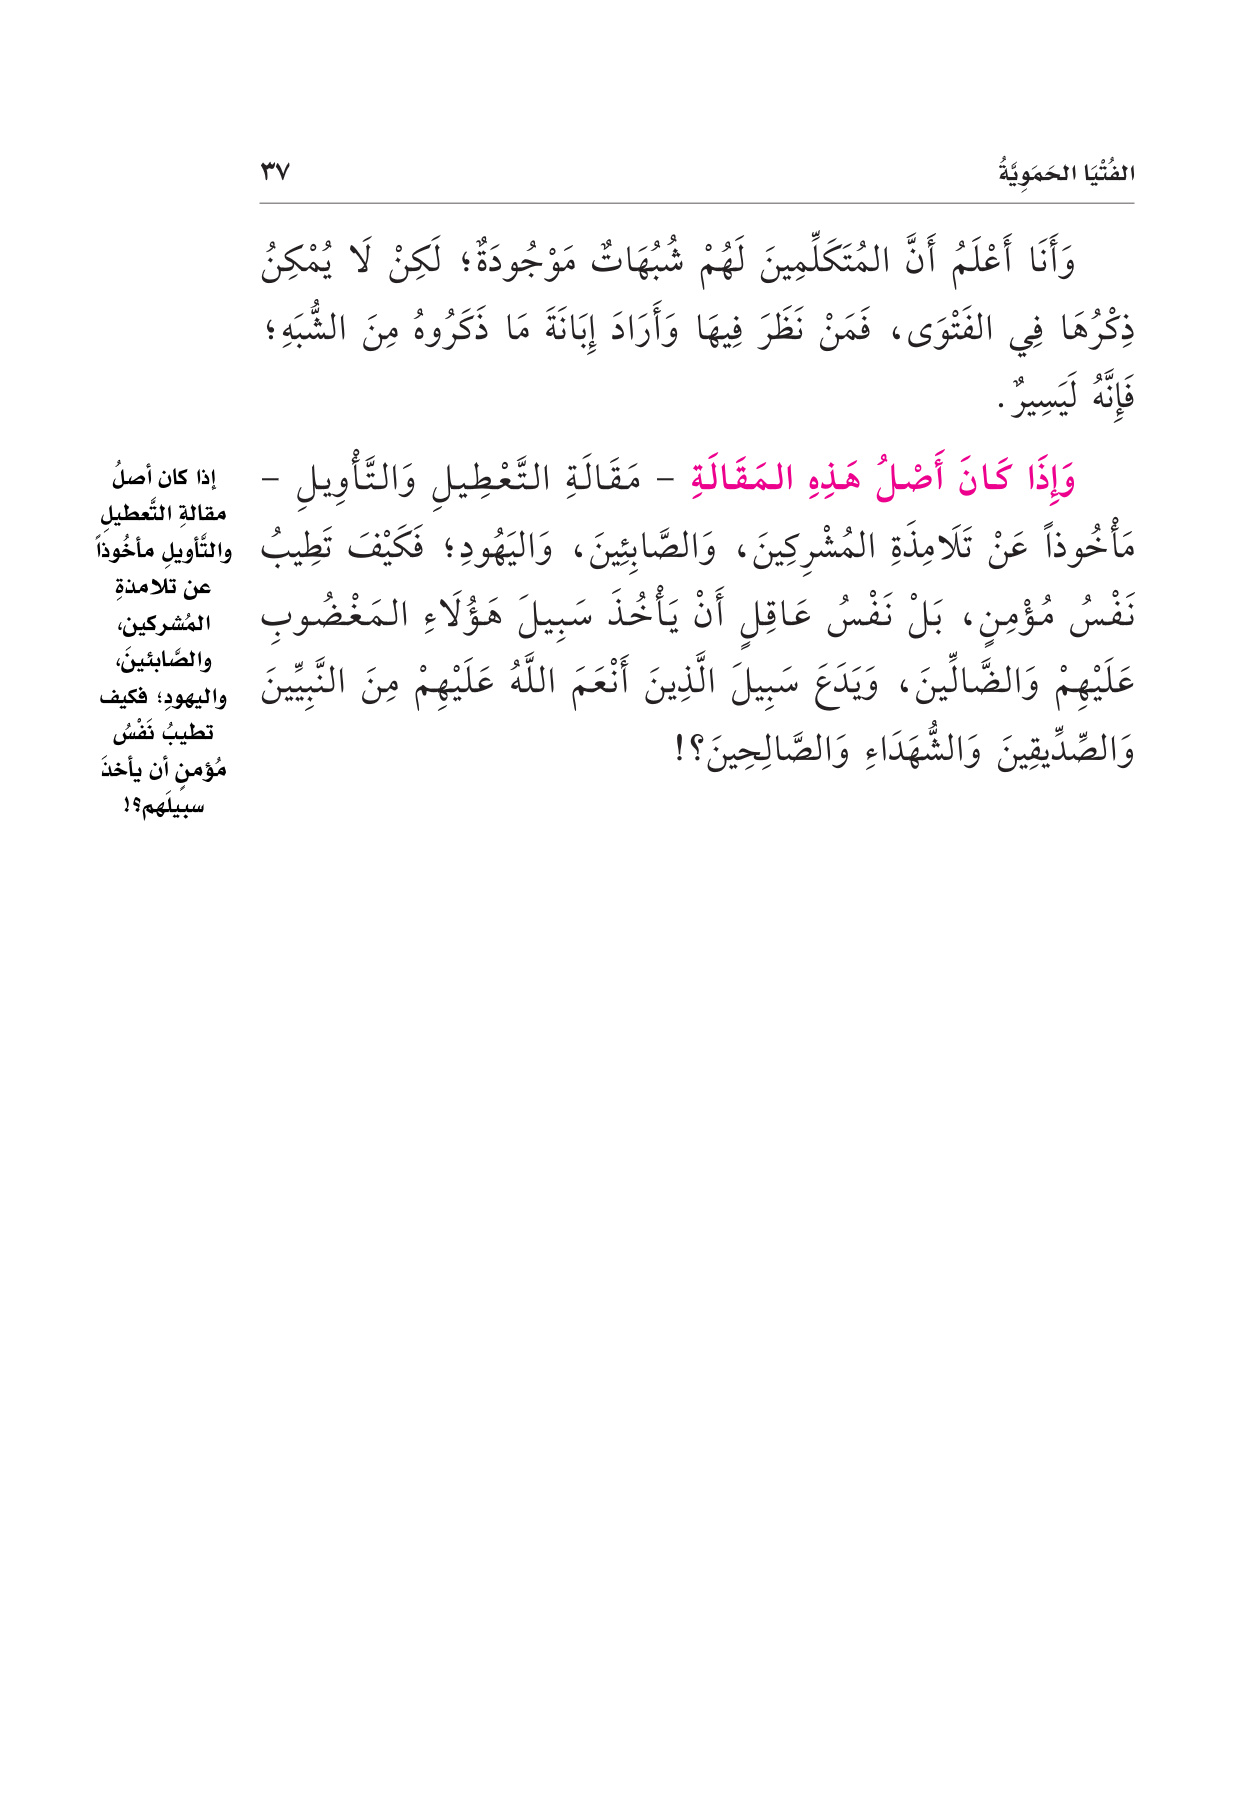 الفُتْيَا الحَمَوِيَّةُ
٣٧
وَأَنَا أَعْلَمُ أَنَّ المُتَكَلِّمِينَ لَهُمْ شُبُهَاتٌ مَوْجُودَةٌ؛ لَكِنْ لَا يُمْكِنُ
ذِكْرُهَا فِي الفَتْوَى، فَمَنْ نَظَرَ فِيهَا وَأَرَادَ إِبَانَةَ مَا ذَكَرُوهُ مِنَ الشُّبَهِ؛
فَإِنَّهُ لَيَسِيرٌ.
وَإِذَا كَانَ أَصْلُ هَذِهِ المَقَالَةِ - مَقَالَةِ التَّعْطِيلِ وَالتَّأْوِيلِ -
مَأْخُوذاً عَنْ تَلَامِذَةِ المُشْرِكِينَ، وَالصَّابِئِينَ، وَاليَهُودِ؛ فَكَيْفَ تَطِيبُ
نَفْسُ مُؤْمِنٍ، بَلْ نَفْسُ عَاقِلٍ أَنْ يَأْخُذَ سَبِيلَ هَؤُلَاءِ المَغْضُوبِ
عَلَيْهِمْ وَالضَّالِّينَ، وَيَدَعَ سَبِيلَ الَّذِينَ أَنْعَمَ اللَّهُ عَلَيْهِمْ مِنَ النَّبِيِّينَ
وَالصِّدِّيقِينَ وَالشُّهَدَاءِ وَالصَّالِحِينَ؟!
إذا كان أصلُ
مقالةِ التَّعطيلِ
والتَّأويلِ مأخُوذاً
عن تلامذةِ
المُشركين،
والصَّابئينَ،
واليهودِ؛ فكيف
تطيبُ نَفْسُ
مُؤمنٍ أن يأخذَ
سبيلَهم؟!